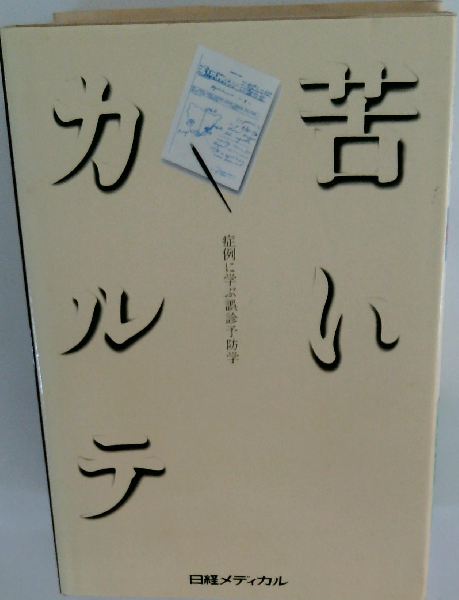 苦い
カルテ
症例に学ぶ誤診予防学
日経メディカル